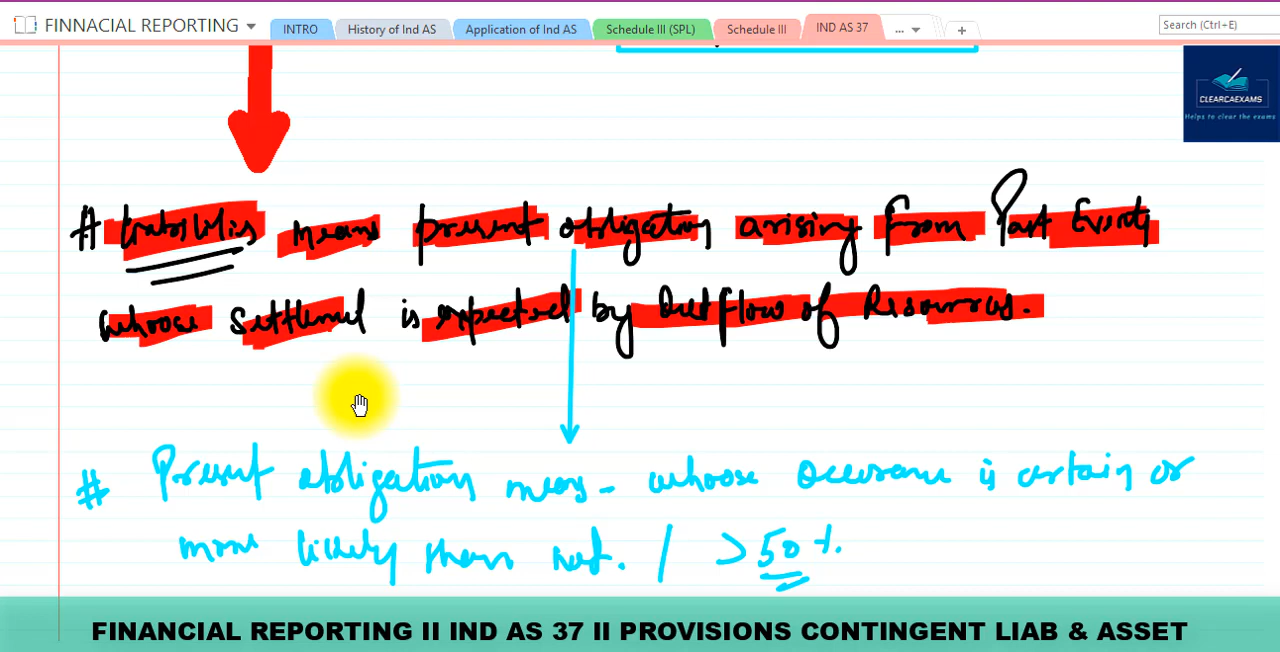 FINNACIAL REPORTING
INTRO
History of Ind AS
Application of Ind AS
Schedule III (SPL)
Schedule III
IND AS 37
...
+
Search (Ctrl+E)
CLEARCAEXAMS
Helps to clear the exams
# Liabilities means present obligation arising from Past Events
whose settlement is expected by Outflow of Resources.
# Present obligation means - whose occurance is certain or
more likely than not. / >50%.
FINANCIAL REPORTING II IND AS 37 II PROVISIONS CONTINGENT LIAB & ASSET